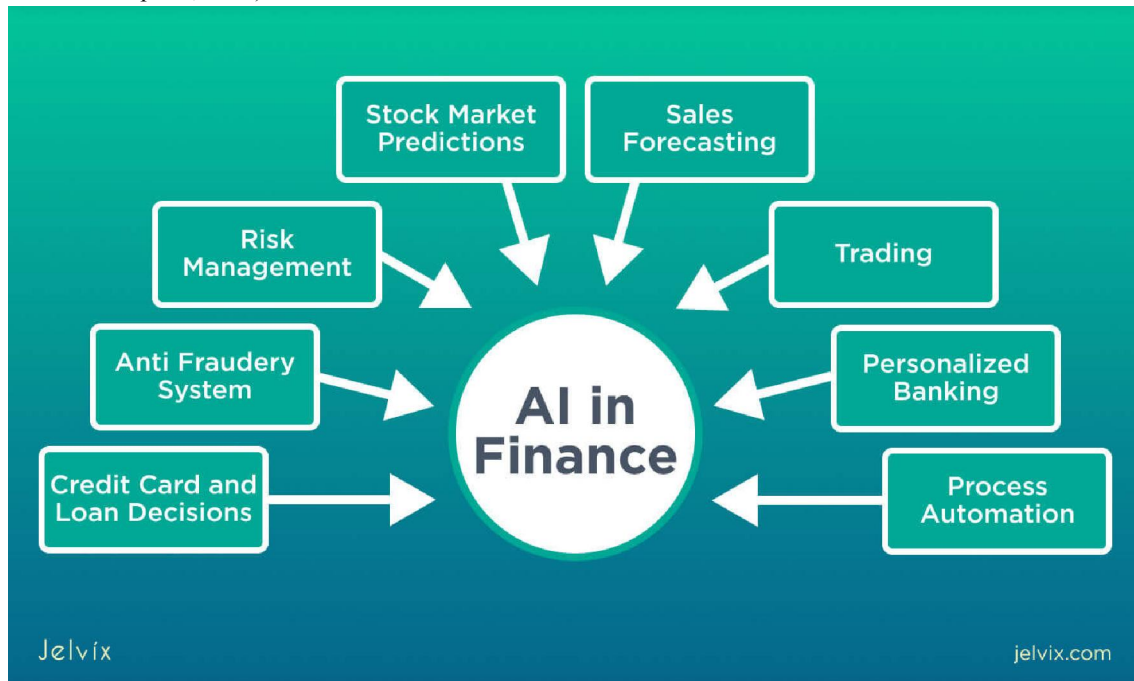 Stock Market
Predictions
Sales
Forecasting
Risk
Management
Trading
Anti Fraudery
System
Personalized
Banking
AI in
Finance
Credit Card and
Loan Decisions
Process
Automation
Jelvíx
jelvix.com